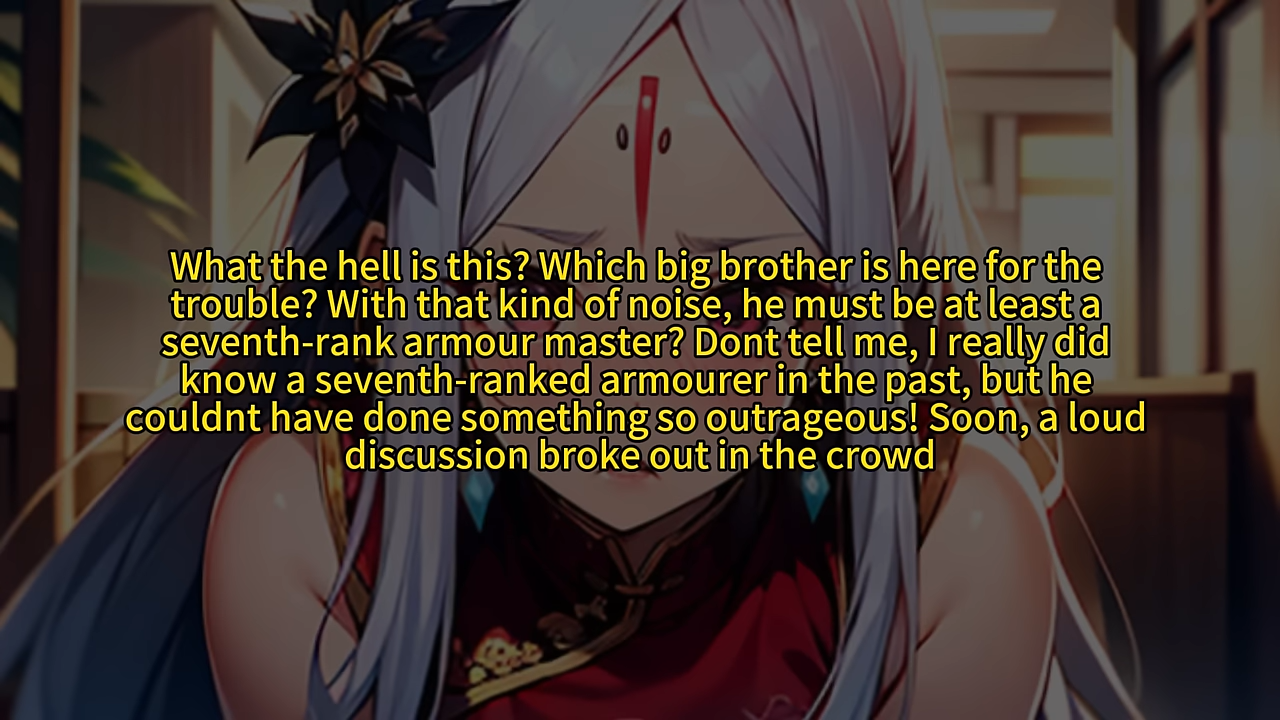 What the hell is this? Which big brother is here for the
trouble? With that kind of noise, he must be at least a
seventh-rank armour master? Dont tell me, I really did
know a seventh-ranked armourer in the past, but he
couldnt have done something so outrageous! Soon, a loud
discussion broke out in the crowd